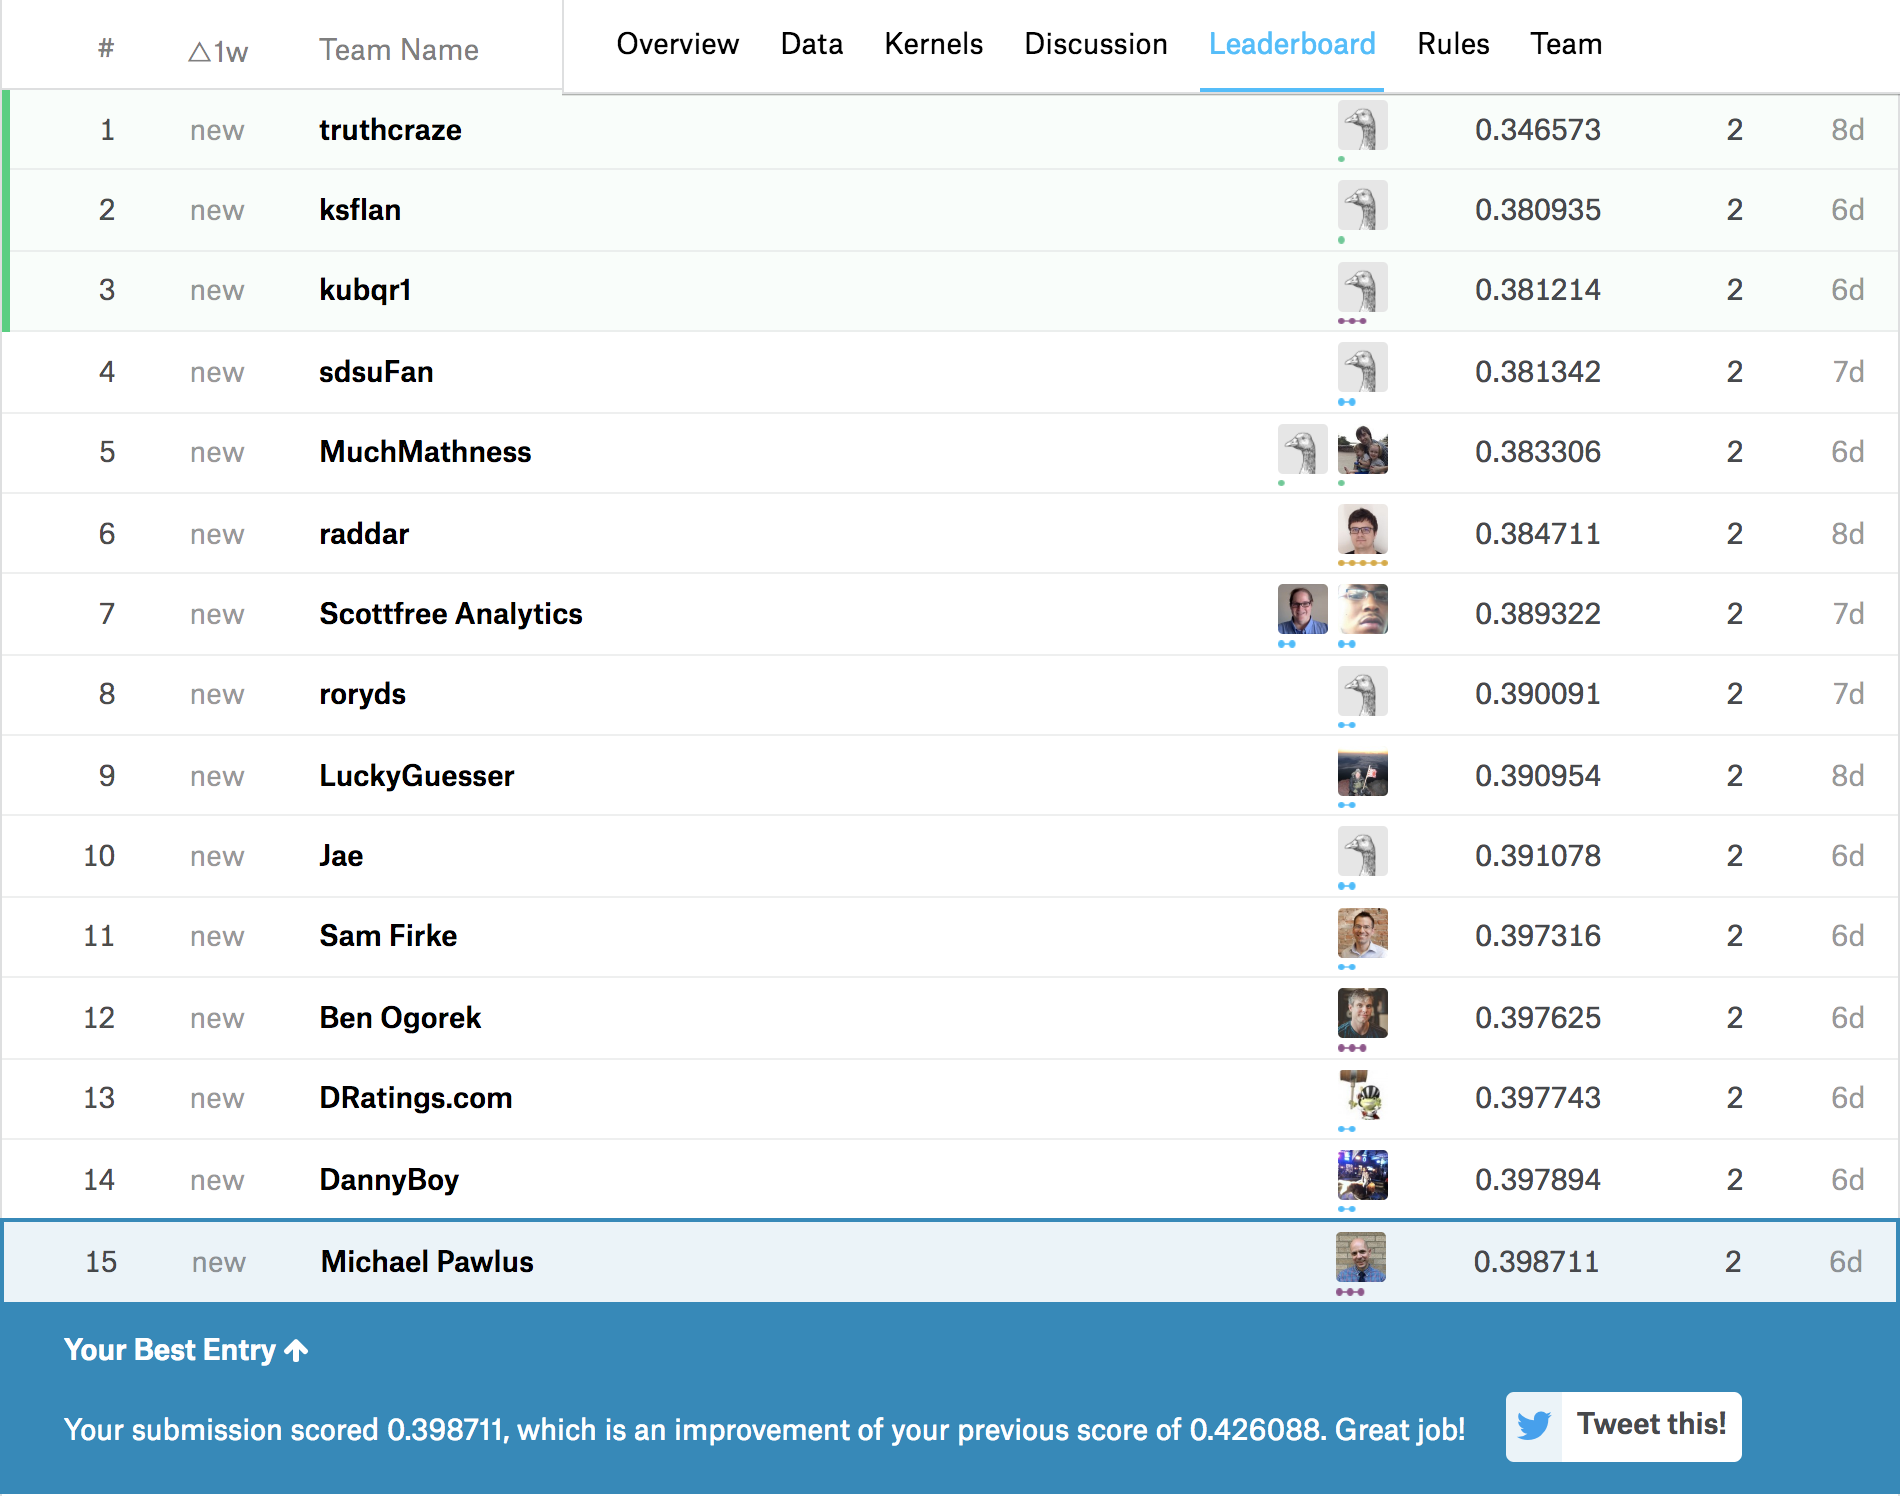 # △1w Team Name Overview Data Kernels Discussion Leaderboard Rules Team
1 new truthcraze 0.346573 2 8d
2 new ksflan 0.380935 2 6d
3 new kubqr1 0.381214 2 6d
4 new sdsuFan 0.381342 2 7d
5 new MuchMathness 0.383306 2 6d
6 new raddar 0.384711 2 8d
7 new Scottfree Analytics 0.389322 2 7d
8 new roryds 0.390091 2 7d
9 new LuckyGuesser 0.390954 2 8d
10 new Jae 0.391078 2 6d
11 new Sam Firke 0.397316 2 6d
12 new Ben Ogorek 0.397625 2 6d
13 new DRatings.com 0.397743 2 6d
14 new DannyBoy 0.397894 2 6d
15 new Michael Pawlus 0.398711 2 6d
Your Best Entry ↑
Your submission scored 0.398711, which is an improvement of your previous score of 0.426088. Great job! Tweet this!